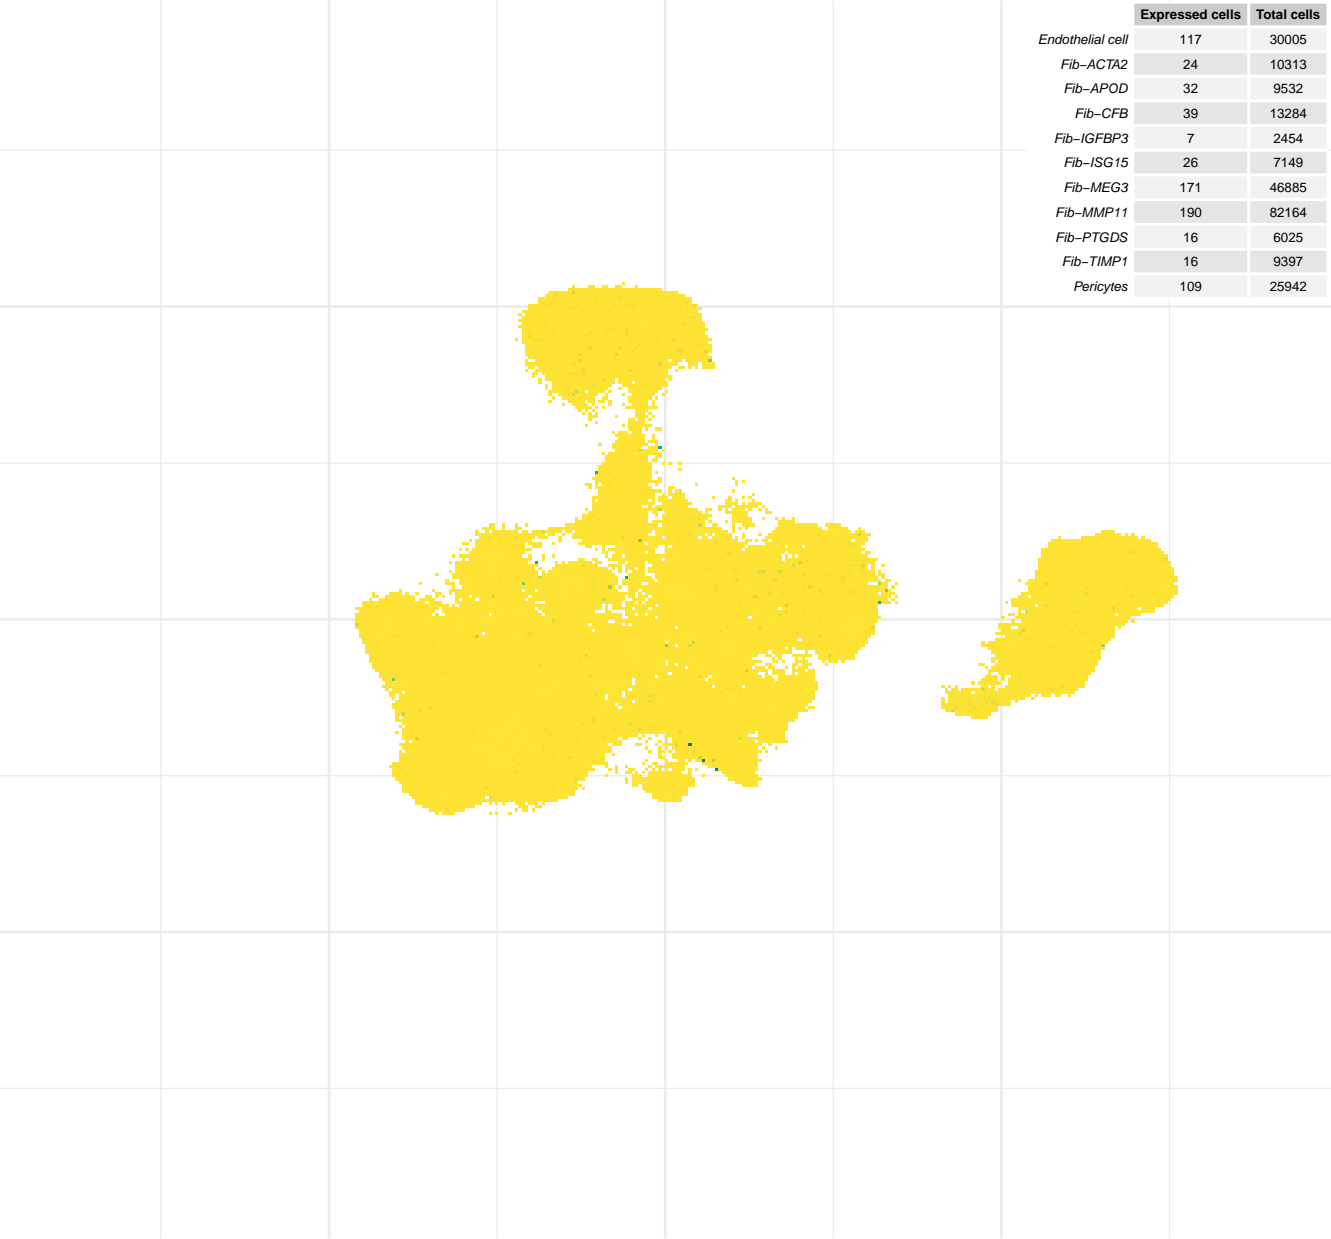 Expressed cells Total cells
Endothelial cell 117 30005
Fib−ACTA2 24 10313
Fib−APOD 32 9532
Fib−CFB 39 13284
Fib−IGFBP3 7 2454
Fib−ISG15 26 7149
Fib−MEG3 171 46885
Fib−MMP11 190 82164
Fib−PTGDS 16 6025
Fib−TIMP1 16 9397
Pericytes 109 25942